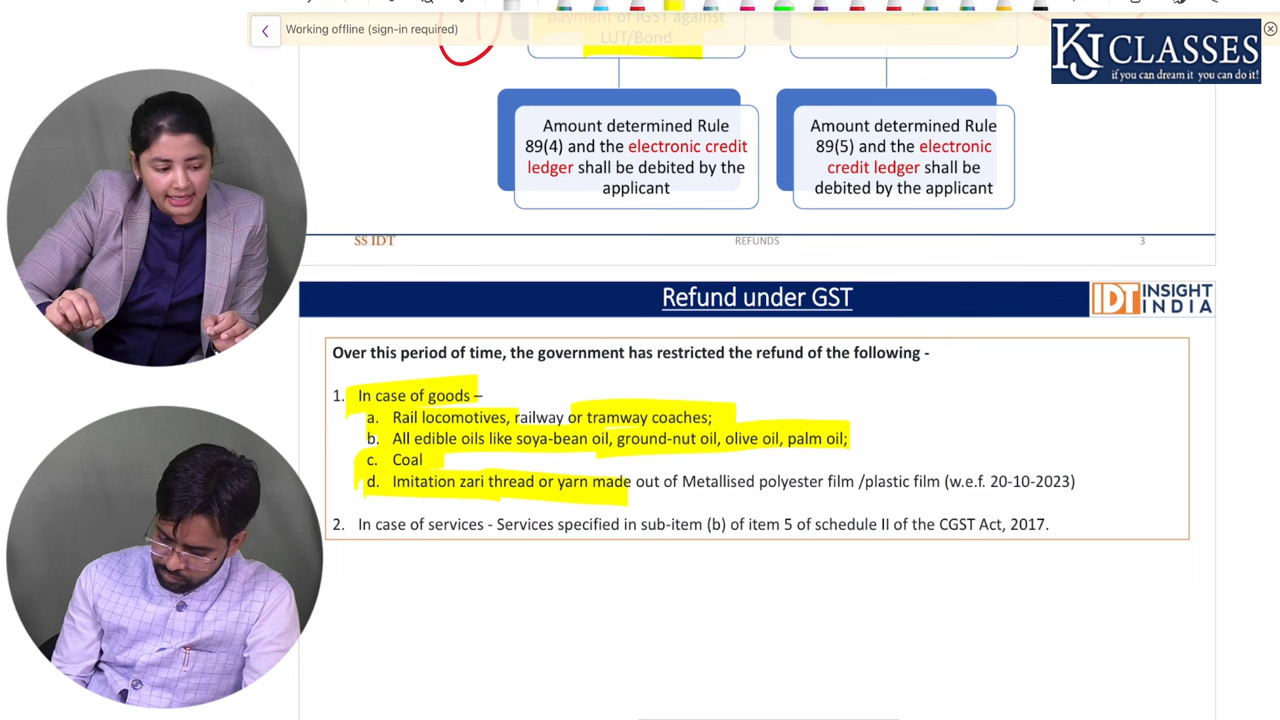 payment of IGST against
LUT/Bond
Working offline (sign-in required)
KJ CLASSES
if you can dream it you can do it!
Amount determined Rule
89(4) and the electronic credit
ledger shall be debited by the
applicant
Amount determined Rule
89(5) and the electronic
credit ledger shall be
debited by the applicant
SS IDT
REFUNDS
3
Refund under GST
IDT INSIGHT
INDIA
Over this period of time, the government has restricted the refund of the following -
1. In case of goods –
a. Rail locomotives, railway or tramway coaches;
b. All edible oils like soya-bean oil, ground-nut oil, olive oil, palm oil;
c. Coal
d. Imitation zari thread or yarn made out of Metallised polyester film /plastic film (w.e.f. 20-10-2023)
2. In case of services - Services specified in sub-item (b) of item 5 of schedule II of the CGST Act, 2017.